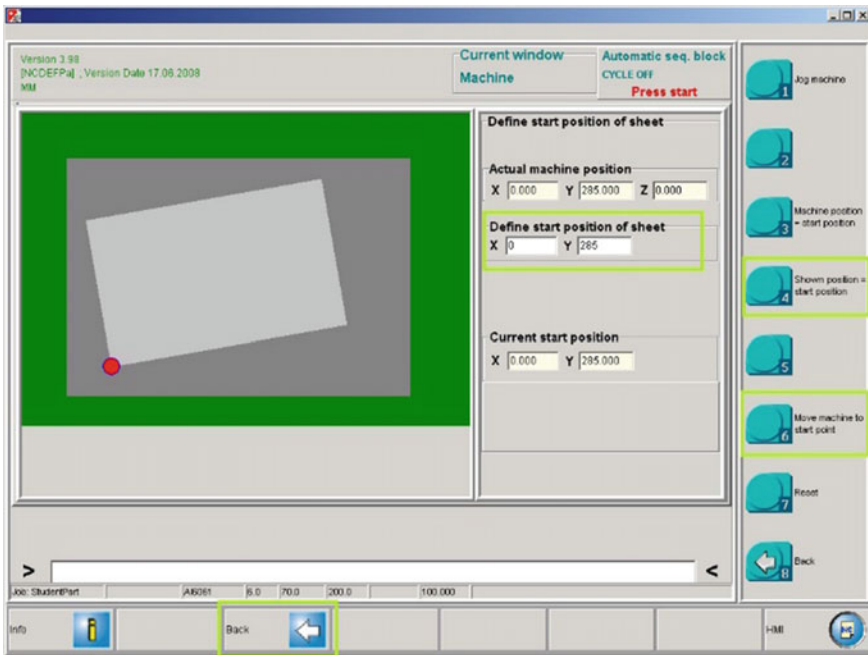 Version 3.98
[NCDEFPa] , Version Date 17.06.2008
MM
Current window
Machine
Automatic seq. block
CYCLE OFF
Press start
Define start position of sheet
Actual machine position
X 0.000 Y 285.000 Z 0.000
Define start position of sheet
X 0 Y 285
Current start position
X 0.000 Y 285.000
1 Jog machine
2
3 Machine position
= start position
4 Shown position =
start position
5
6 Move machine to
start point
7 Reset
8 Back
> <
Job: StudentPart Al6061 6.0 70.0 200.0 100.000
Info i Back HMI